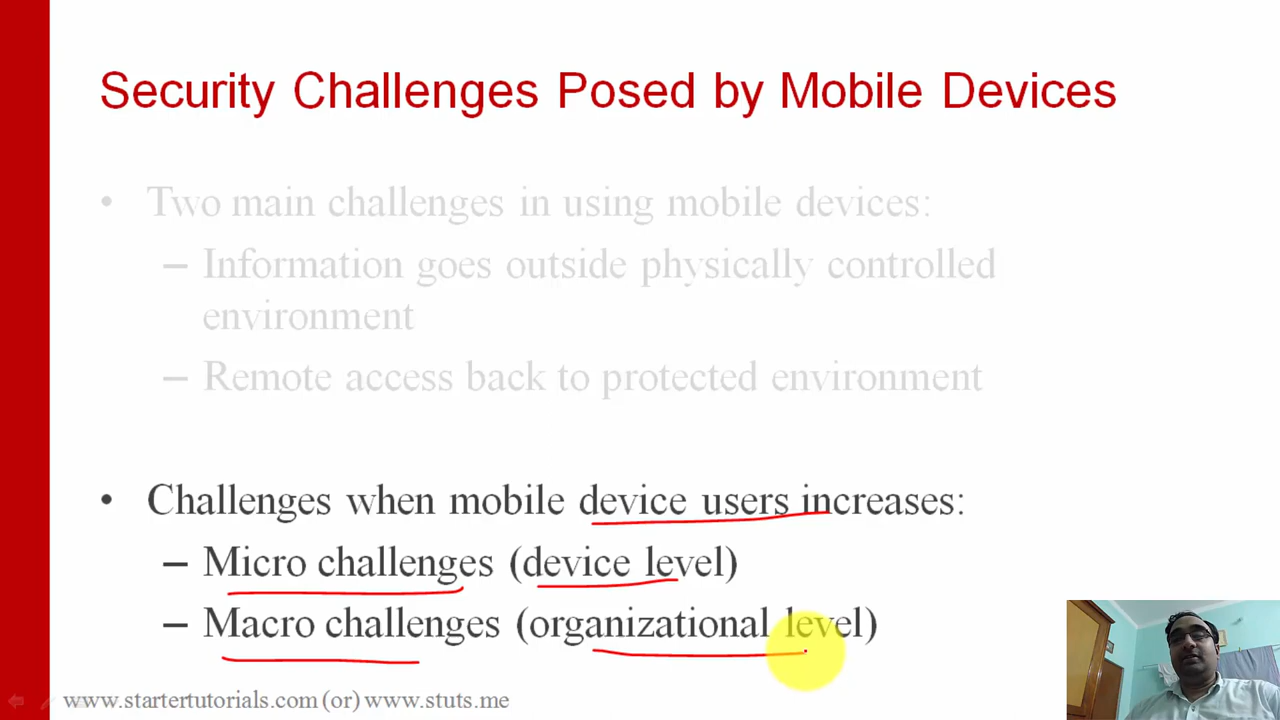 Security Challenges Posed by Mobile Devices
• Two main challenges in using mobile devices:
– Information goes outside physically controlled
environment
– Remote access back to protected environment
• Challenges when mobile device users increases:
– Micro challenges (device level)
– Macro challenges (organizational level)
www.startertutorials.com (or) www.stuts.me